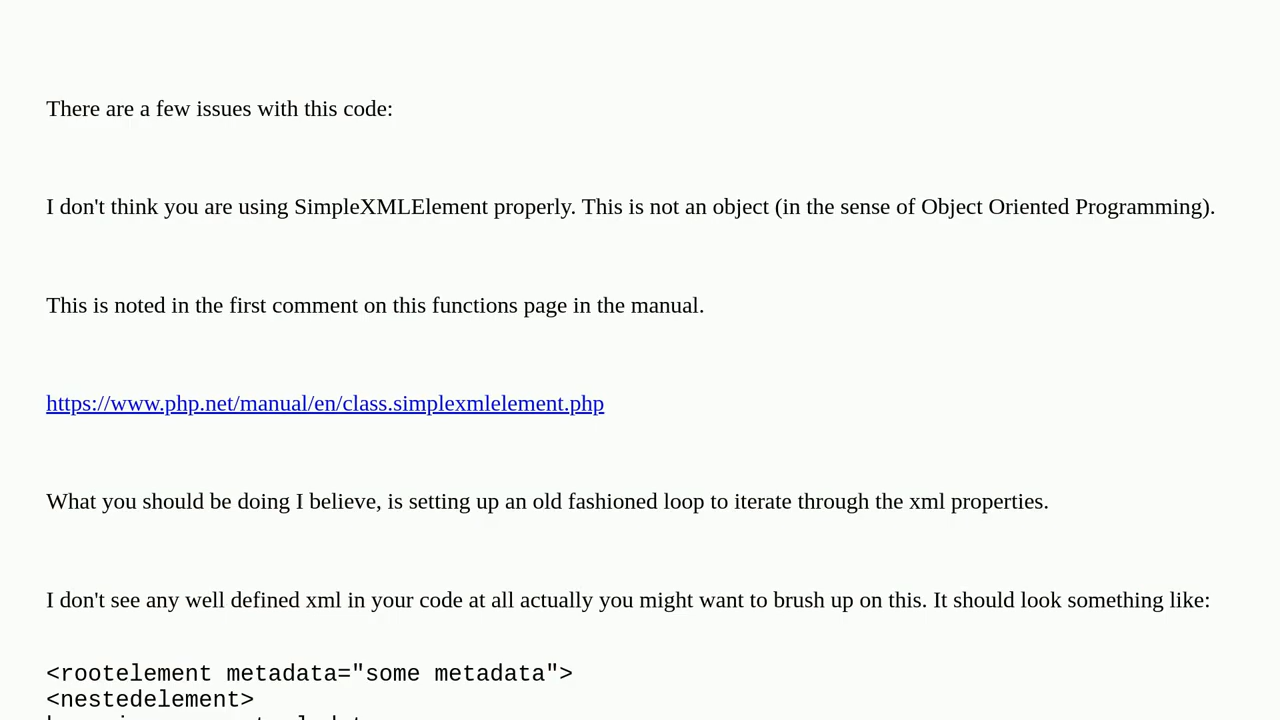 There are a few issues with this code:
I don't think you are using SimpleXMLElement properly. This is not an object (in the sense of Object Oriented Programming).
This is noted in the first comment on this functions page in the manual.
https://www.php.net/manual/en/class.simplexmlelement.php
What you should be doing I believe, is setting up an old fashioned loop to iterate through the xml properties.
I don't see any well defined xml in your code at all actually you might want to brush up on this. It should look something like:
<rootelement metadata="some metadata">
<nestedelement>